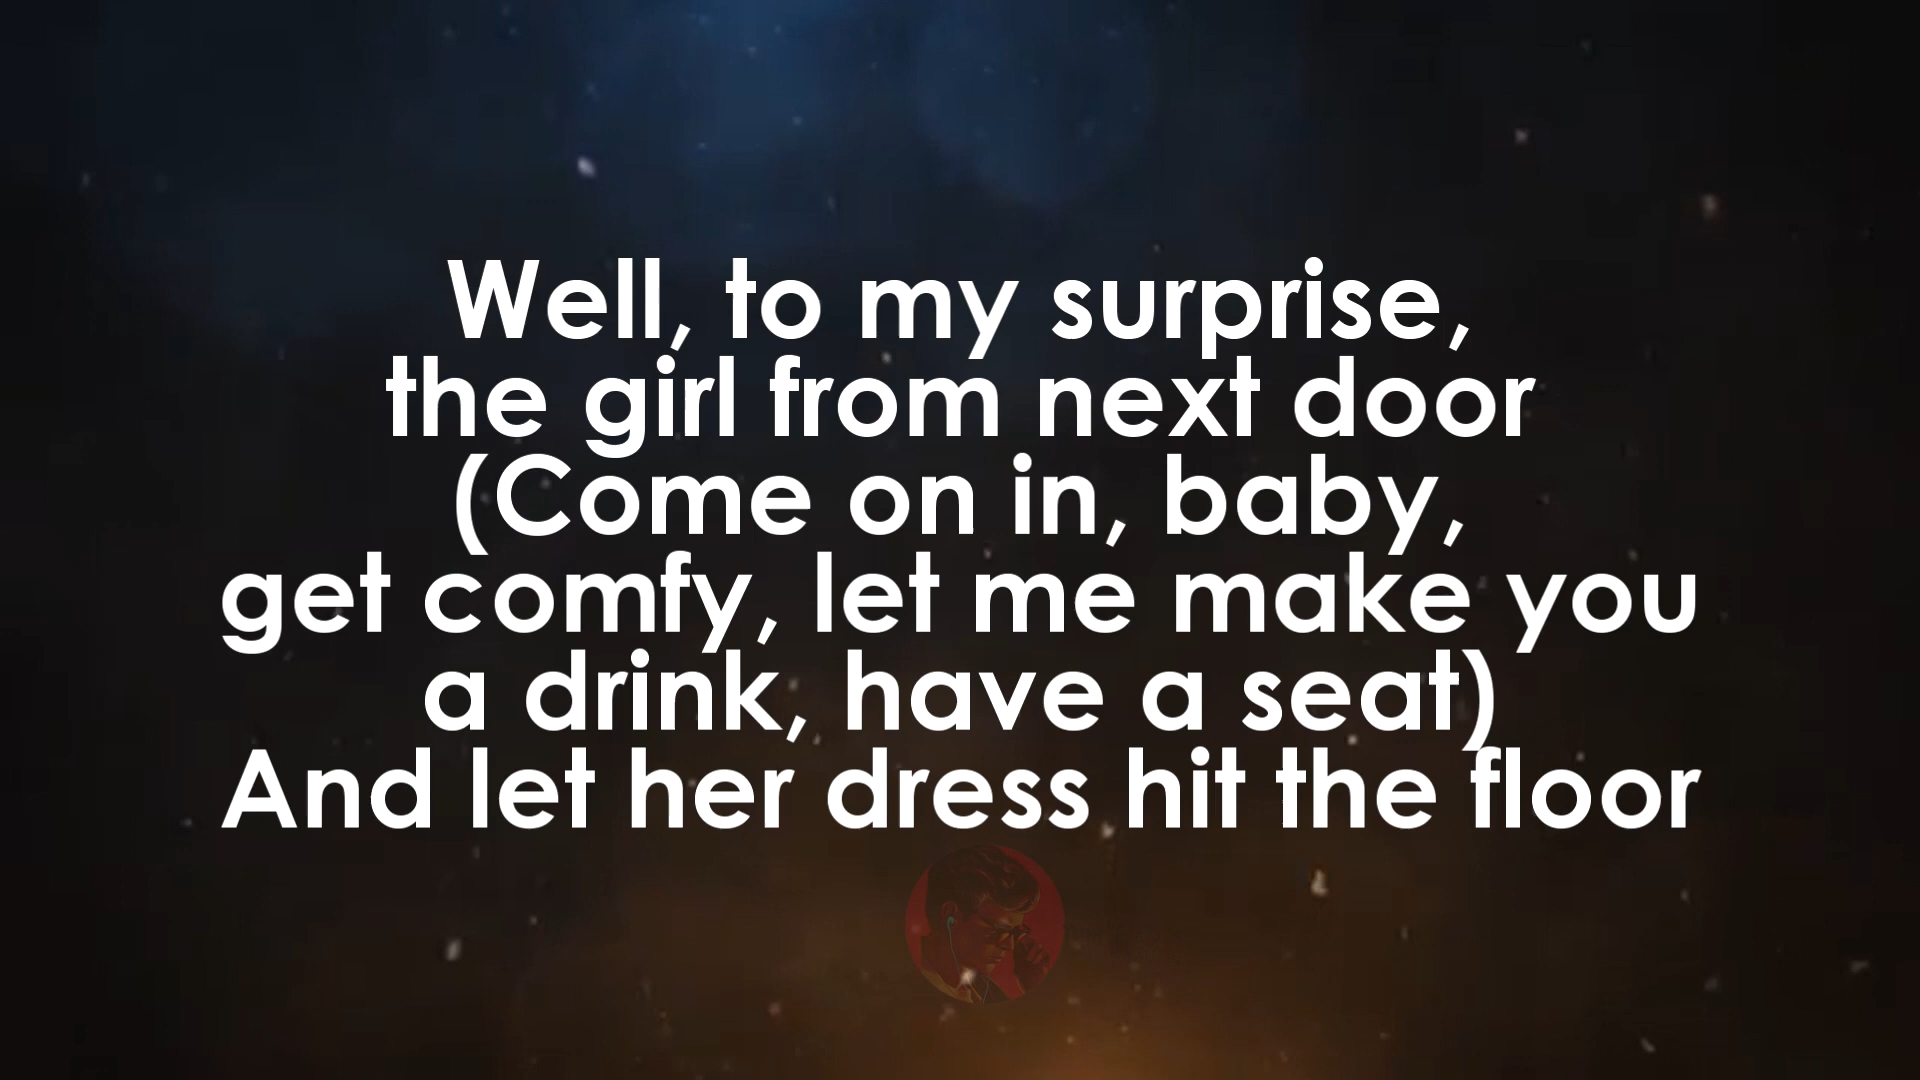 Well, to my surprise,
the girl from next door
(Come on in, baby,
get comfy, let me make you
a drink, have a seat)
And let her dress hit the floor